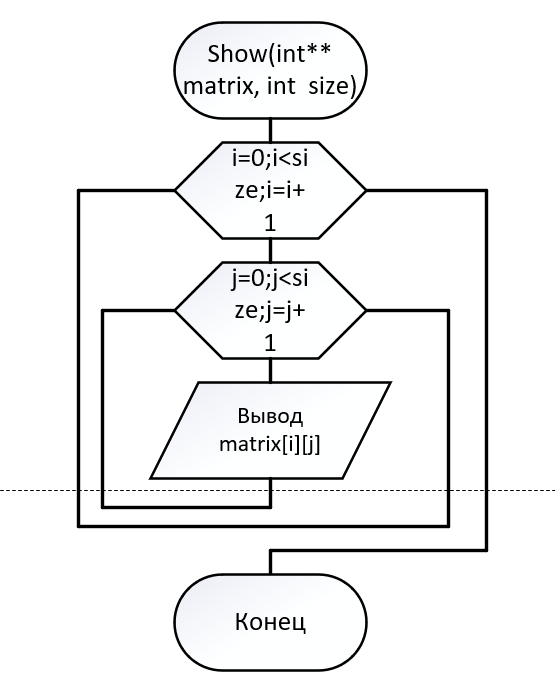 Show(int**
matrix, int size)
i=0;i<si
ze;i=i+
1
j=0;j<si
ze;j=j+
1
Вывод
matrix[i][j]
Конец